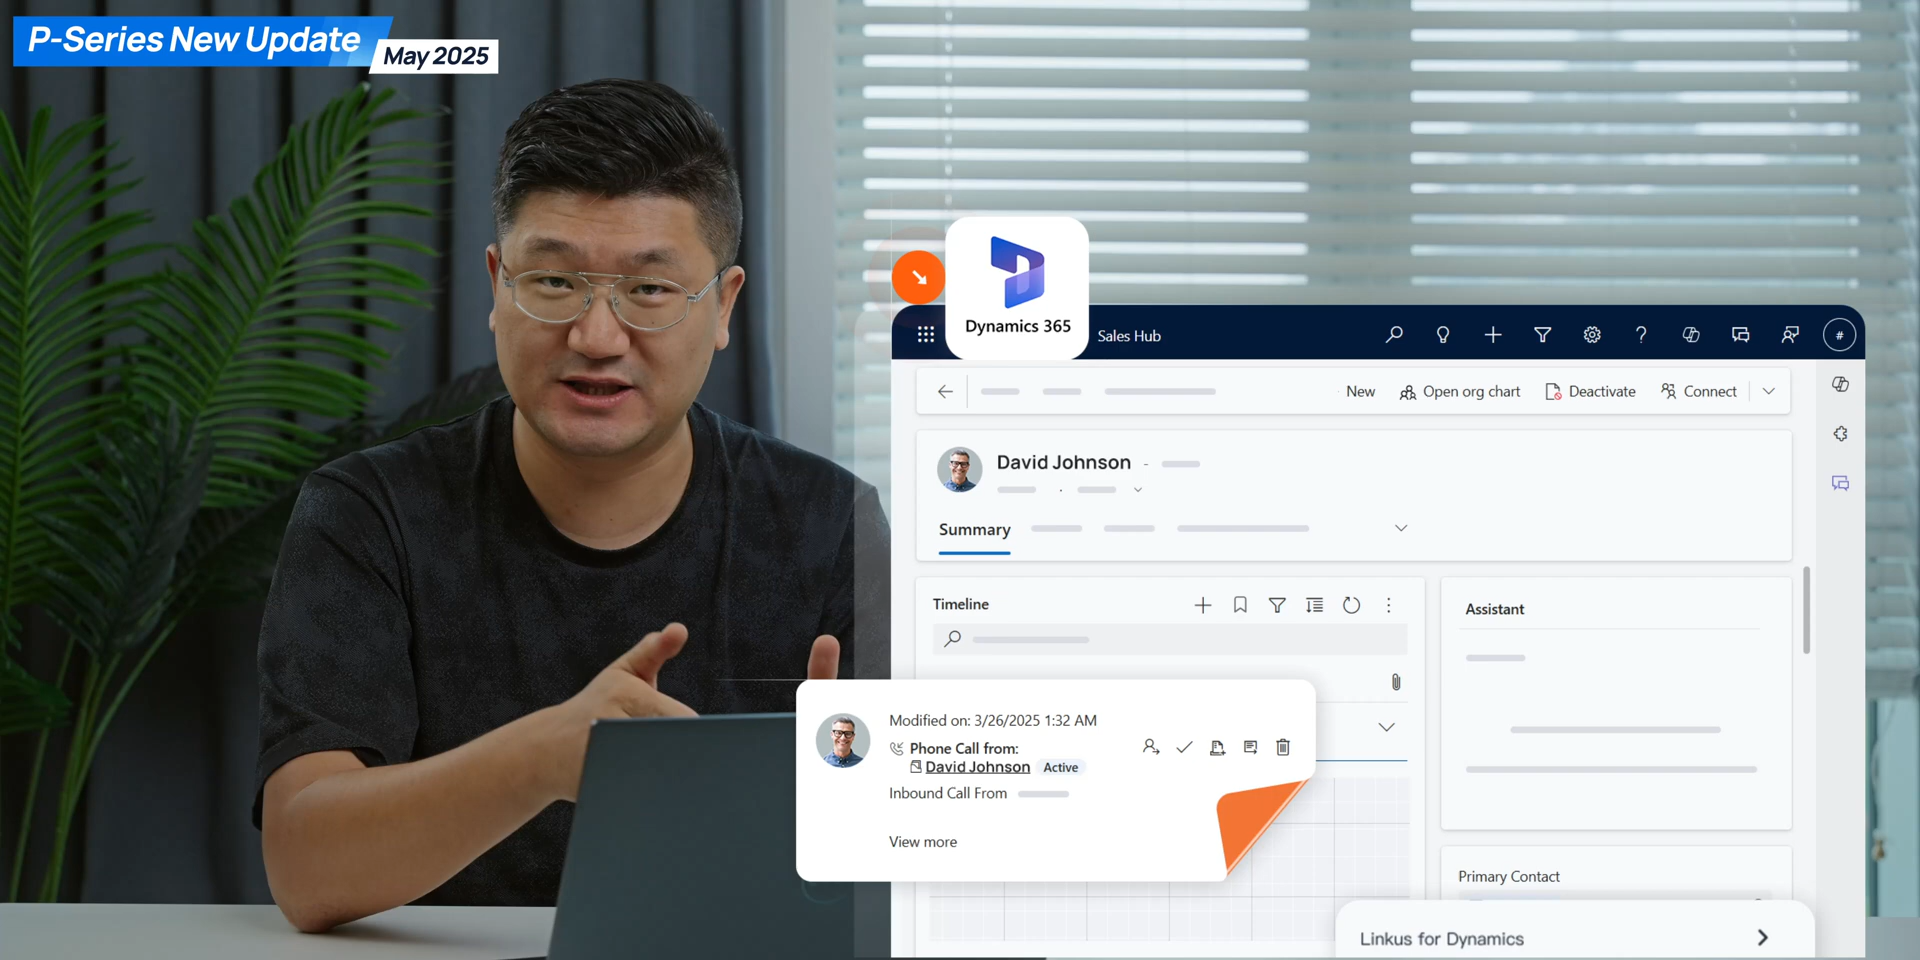 P-Series New Update
May 2025
Dynamics 365
Sales Hub
#
New
Open org chart
Deactivate
Connect
David Johnson -
Summary
Timeline
Assistant
Modified on: 3/26/2025 1:32 AM
Phone Call from:
David Johnson Active
Inbound Call From
View more
Primary Contact
Linkus for Dynamics